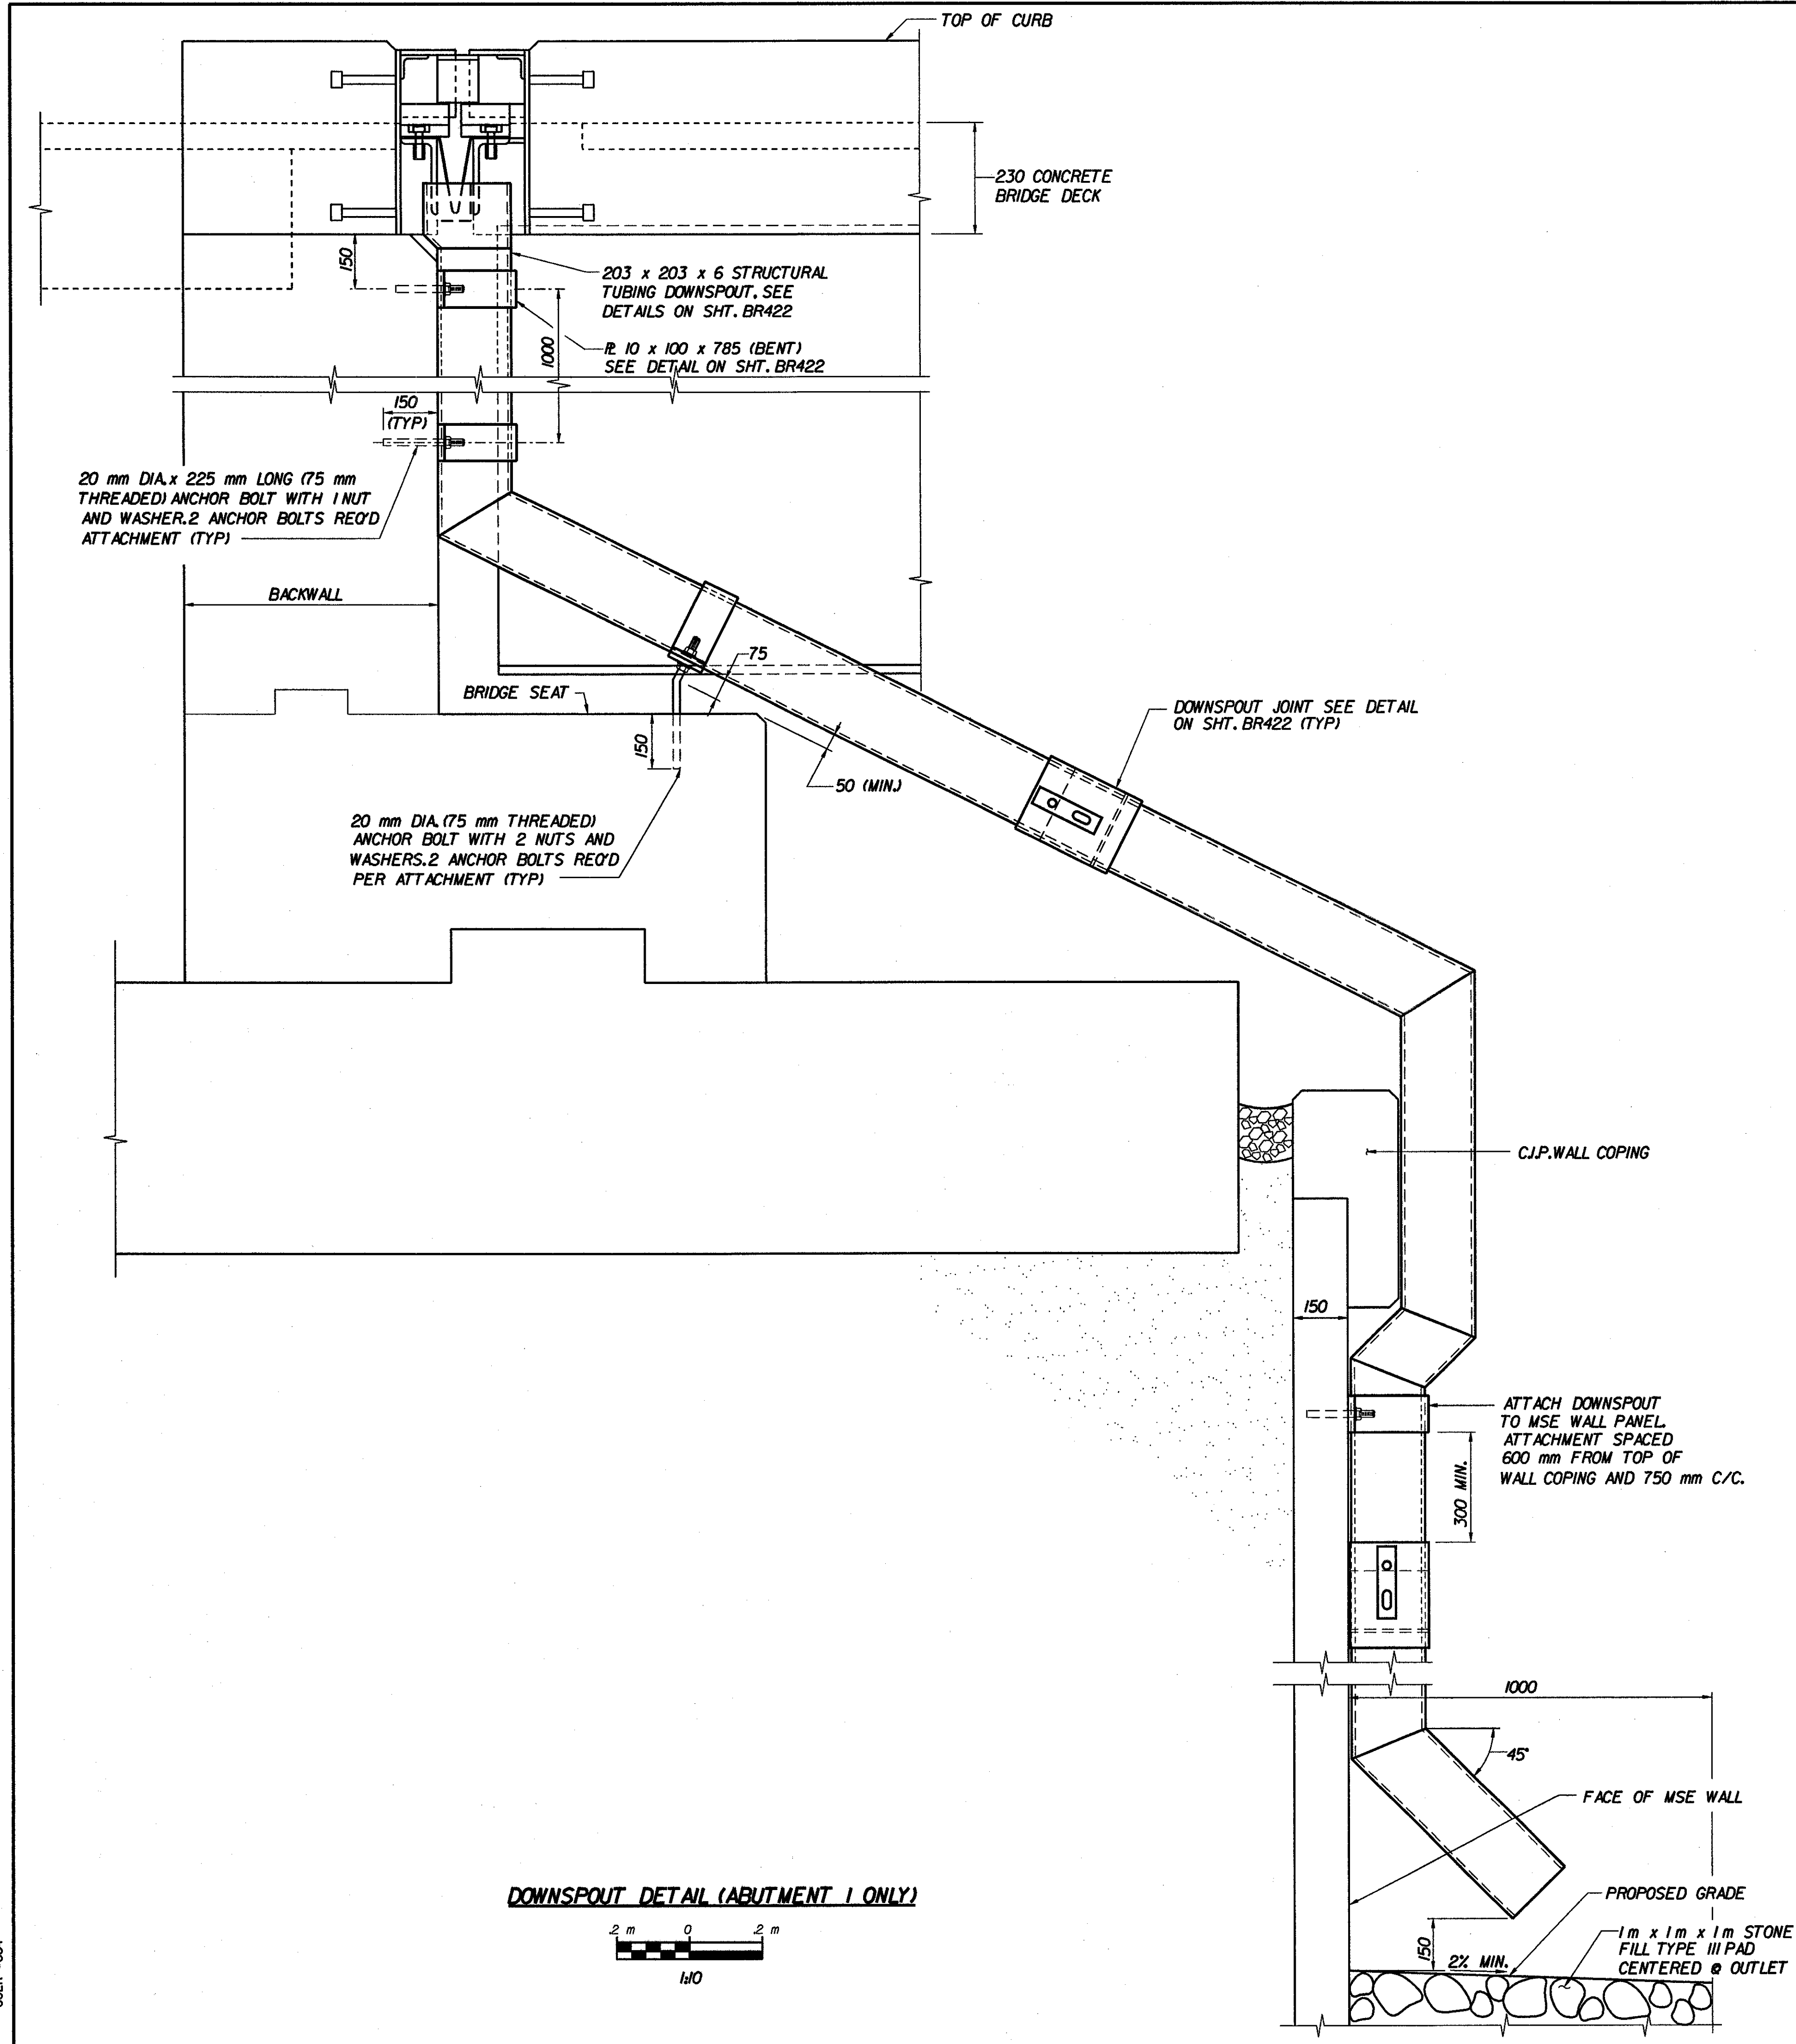 TOP OF CURB
230 CONCRETE
BRIDGE DECK
150
203 x 203 x 6 STRUCTURAL
TUBING DOWNSPOUT. SEE
DETAILS ON SHT. BR422
1000
PL 10 x 100 x 785 (BENT)
SEE DETAIL ON SHT. BR422
150
(TYP)
20 mm DIA. x 225 mm LONG (75 mm
THREADED) ANCHOR BOLT WITH 1 NUT
AND WASHER. 2 ANCHOR BOLTS REQ'D
ATTACHMENT (TYP)
BACKWALL
75
BRIDGE SEAT
DOWNSPOUT JOINT SEE DETAIL
ON SHT. BR422 (TYP)
150
50 (MIN.)
20 mm DIA. (75 mm THREADED)
ANCHOR BOLT WITH 2 NUTS AND
WASHERS. 2 ANCHOR BOLTS REQ'D
PER ATTACHMENT (TYP)
C.I.P. WALL COPING
150
ATTACH DOWNSPOUT
TO MSE WALL PANEL.
ATTACHMENT SPACED
600 mm FROM TOP OF
WALL COPING AND 750 mm C/C.
300 MIN.
1000
45°
FACE OF MSE WALL
DOWNSPOUT DETAIL (ABUTMENT 1 ONLY)
.2 m 0 .2 m
1:10
PROPOSED GRADE
150
2% MIN.
1m x 1m x 1m STONE
FILL TYPE III PAD
CENTERED @ OUTLET